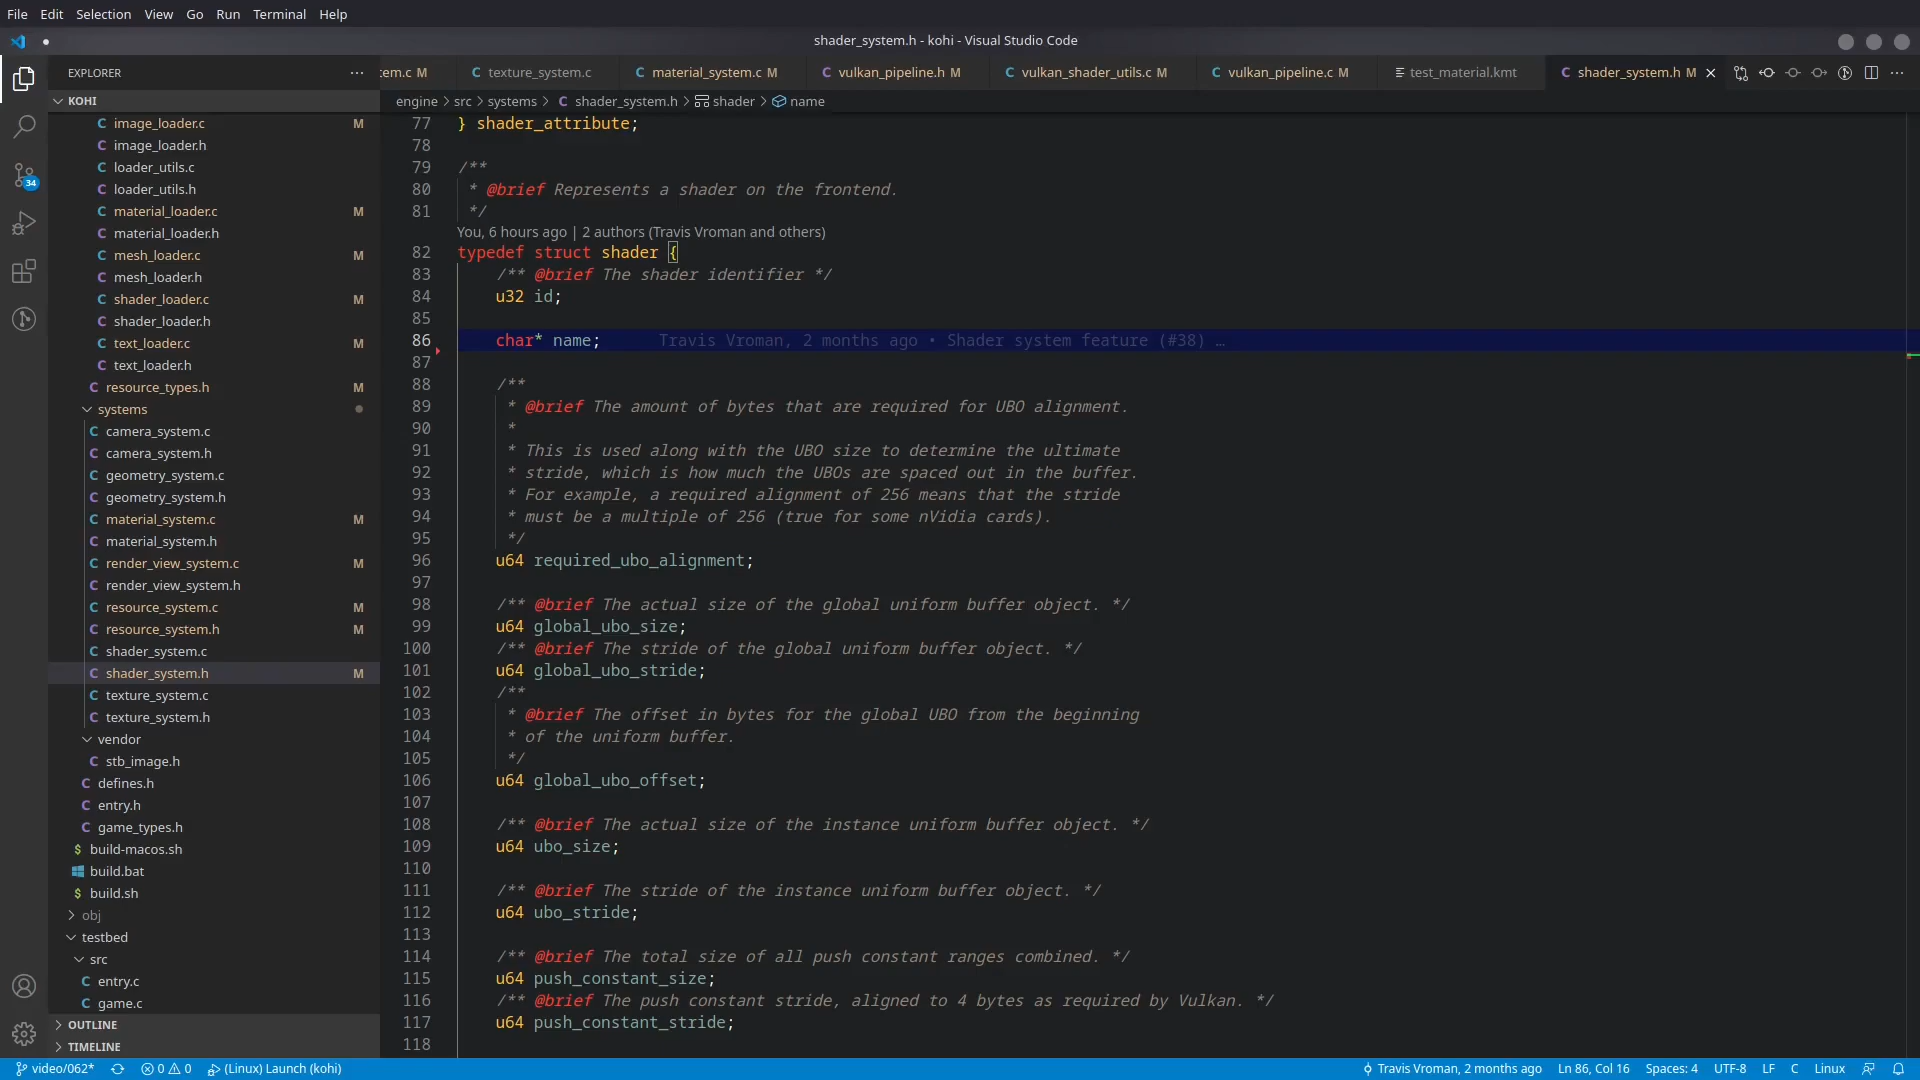 File Edit Selection View Go Run Terminal Help
shader_system.h - kohi - Visual Studio Code
EXPLORER
tem.c M texture_system.c material_system.c M vulkan_pipeline.h M vulkan_shader_utils.c M vulkan_pipeline.c M test_material.kmt shader_system.h M
KOHI
engine > src > systems > C shader_system.h > shader > name
image_loader.c M
image_loader.h
loader_utils.c
loader_utils.h
material_loader.c M
material_loader.h
mesh_loader.c M
mesh_loader.h
shader_loader.c M
shader_loader.h
text_loader.c M
text_loader.h
resource_types.h M
systems
camera_system.c
camera_system.h
geometry_system.c
geometry_system.h
material_system.c M
material_system.h
render_view_system.c M
render_view_system.h
resource_system.c M
resource_system.h M
shader_system.c
shader_system.h M
texture_system.c
texture_system.h
vendor
stb_image.h
defines.h
entry.h
game_types.h
build-macos.sh
build.bat
build.sh
obj
testbed
src
entry.c
game.c
OUTLINE
TIMELINE
34
77 } shader_attribute;
78
79 /**
80 * @brief Represents a shader on the frontend.
81 */
You, 6 hours ago | 2 authors (Travis Vroman and others)
82 typedef struct shader {
83 /** @brief The shader identifier */
84 u32 id;
85
86 char* name; Travis Vroman, 2 months ago • Shader system feature (#38) …
87
88 /**
89 * @brief The amount of bytes that are required for UBO alignment.
90 *
91 * This is used along with the UBO size to determine the ultimate
92 * stride, which is how much the UBOs are spaced out in the buffer.
93 * For example, a required alignment of 256 means that the stride
94 * must be a multiple of 256 (true for some nVidia cards).
95 */
96 u64 required_ubo_alignment;
97
98 /** @brief The actual size of the global uniform buffer object. */
99 u64 global_ubo_size;
100 /** @brief The stride of the global uniform buffer object. */
101 u64 global_ubo_stride;
102 /**
103 * @brief The offset in bytes for the global UBO from the beginning
104 * of the uniform buffer.
105 */
106 u64 global_ubo_offset;
107
108 /** @brief The actual size of the instance uniform buffer object. */
109 u64 ubo_size;
110
111 /** @brief The stride of the instance uniform buffer object. */
112 u64 ubo_stride;
113
114 /** @brief The total size of all push constant ranges combined. */
115 u64 push_constant_size;
116 /** @brief The push constant stride, aligned to 4 bytes as required by Vulkan. */
117 u64 push_constant_stride;
118
video/062* 0 0 (Linux) Launch (kohi) Travis Vroman, 2 months ago Ln 86, Col 16 Spaces: 4 UTF-8 LF C Linux